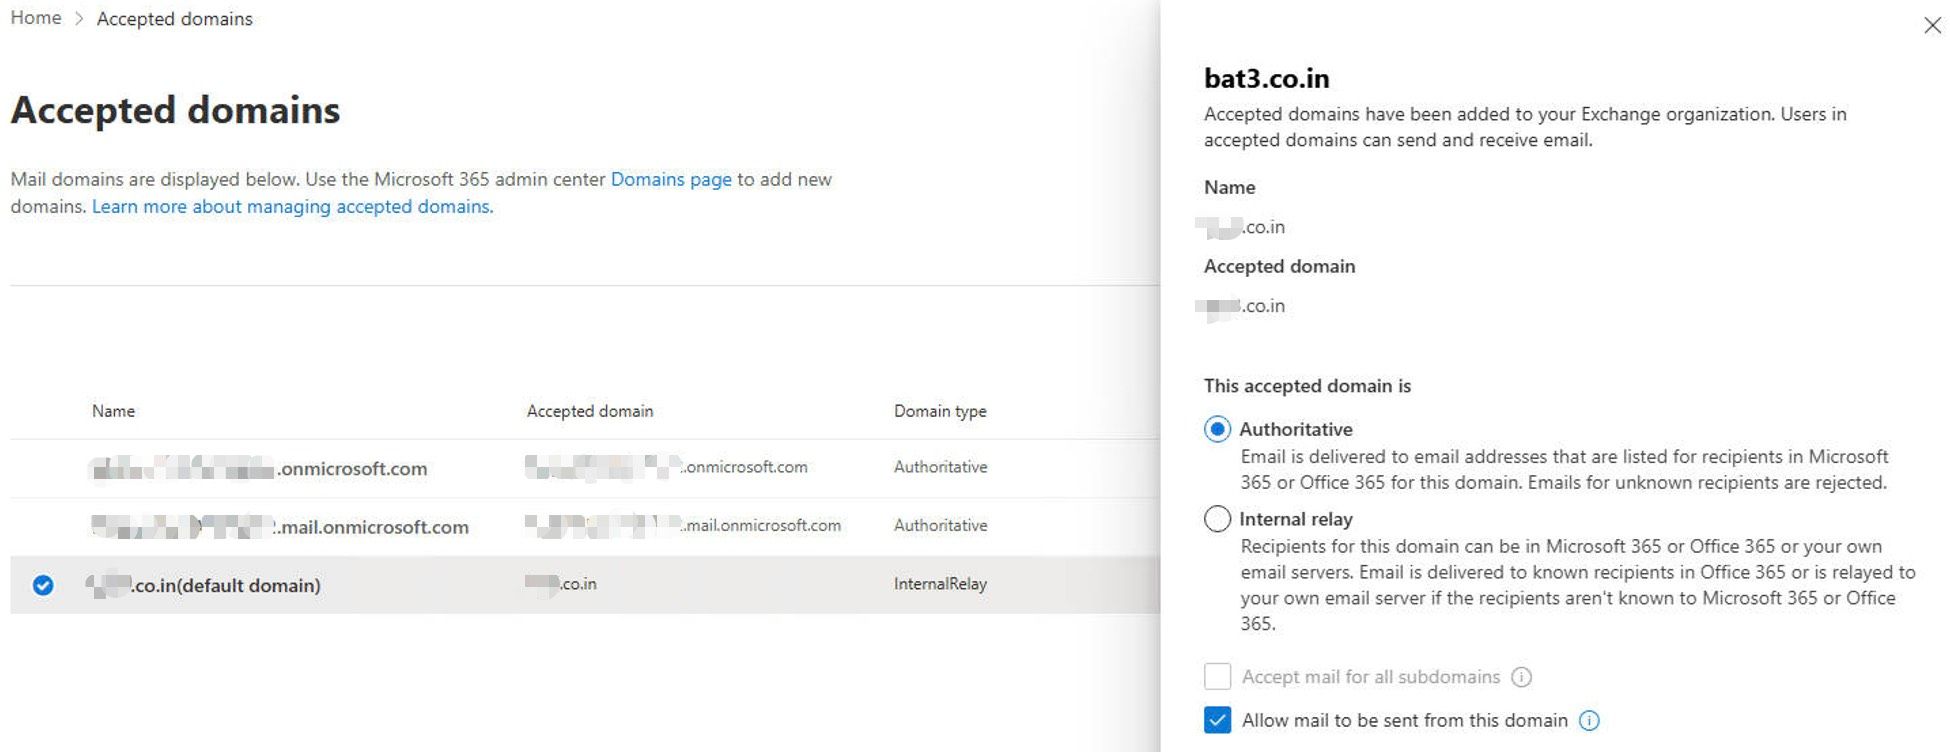 Home > Accepted domains
Accepted domains
Mail domains are displayed below. Use the Microsoft 365 admin center Domains page to add new
domains. Learn more about managing accepted domains.
Name Accepted domain Domain type
.onmicrosoft.com .onmicrosoft.com Authoritative
.mail.onmicrosoft.com .mail.onmicrosoft.com Authoritative
.co.in(default domain) .co.in InternalRelay
bat3.co.in
Accepted domains have been added to your Exchange organization. Users in
accepted domains can send and receive email.
Name
.co.in
Accepted domain
.co.in
This accepted domain is
Authoritative
Email is delivered to email addresses that are listed for recipients in Microsoft
365 or Office 365 for this domain. Emails for unknown recipients are rejected.
Internal relay
Recipients for this domain can be in Microsoft 365 or Office 365 or your own
email servers. Email is delivered to known recipients in Office 365 or is relayed to
your own email server if the recipients aren't known to Microsoft 365 or Office
365.
Accept mail for all subdomains
Allow mail to be sent from this domain